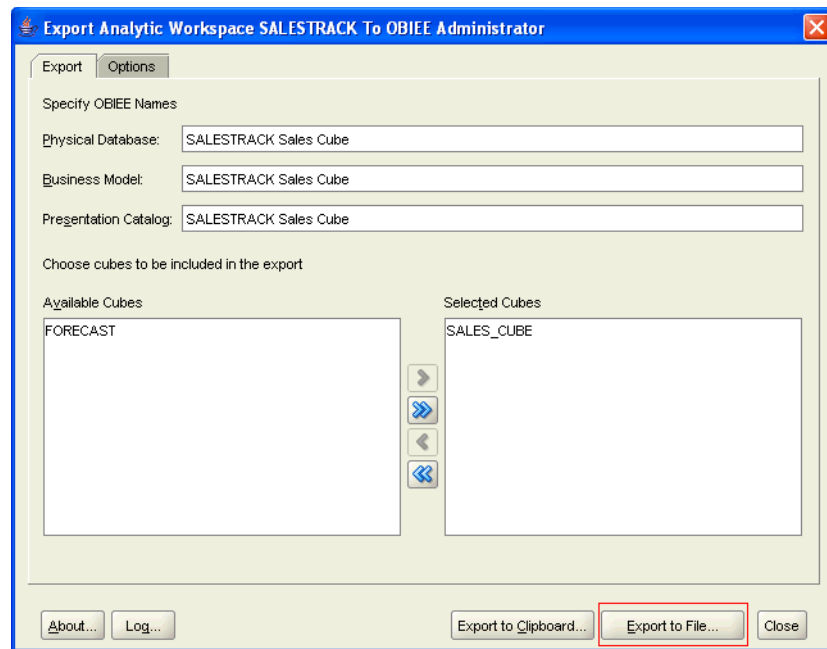 Export Analytic Workspace SALESTRACK To OBIEE Administrator
Export Options
Specify OBIEE Names
Physical Database: SALESTRACK Sales Cube
Business Model: SALESTRACK Sales Cube
Presentation Catalog: SALESTRACK Sales Cube
Choose cubes to be included in the export
Available Cubes Selected Cubes
FORECAST SALES_CUBE
About... Log... Export to Clipboard... Export to File... Close